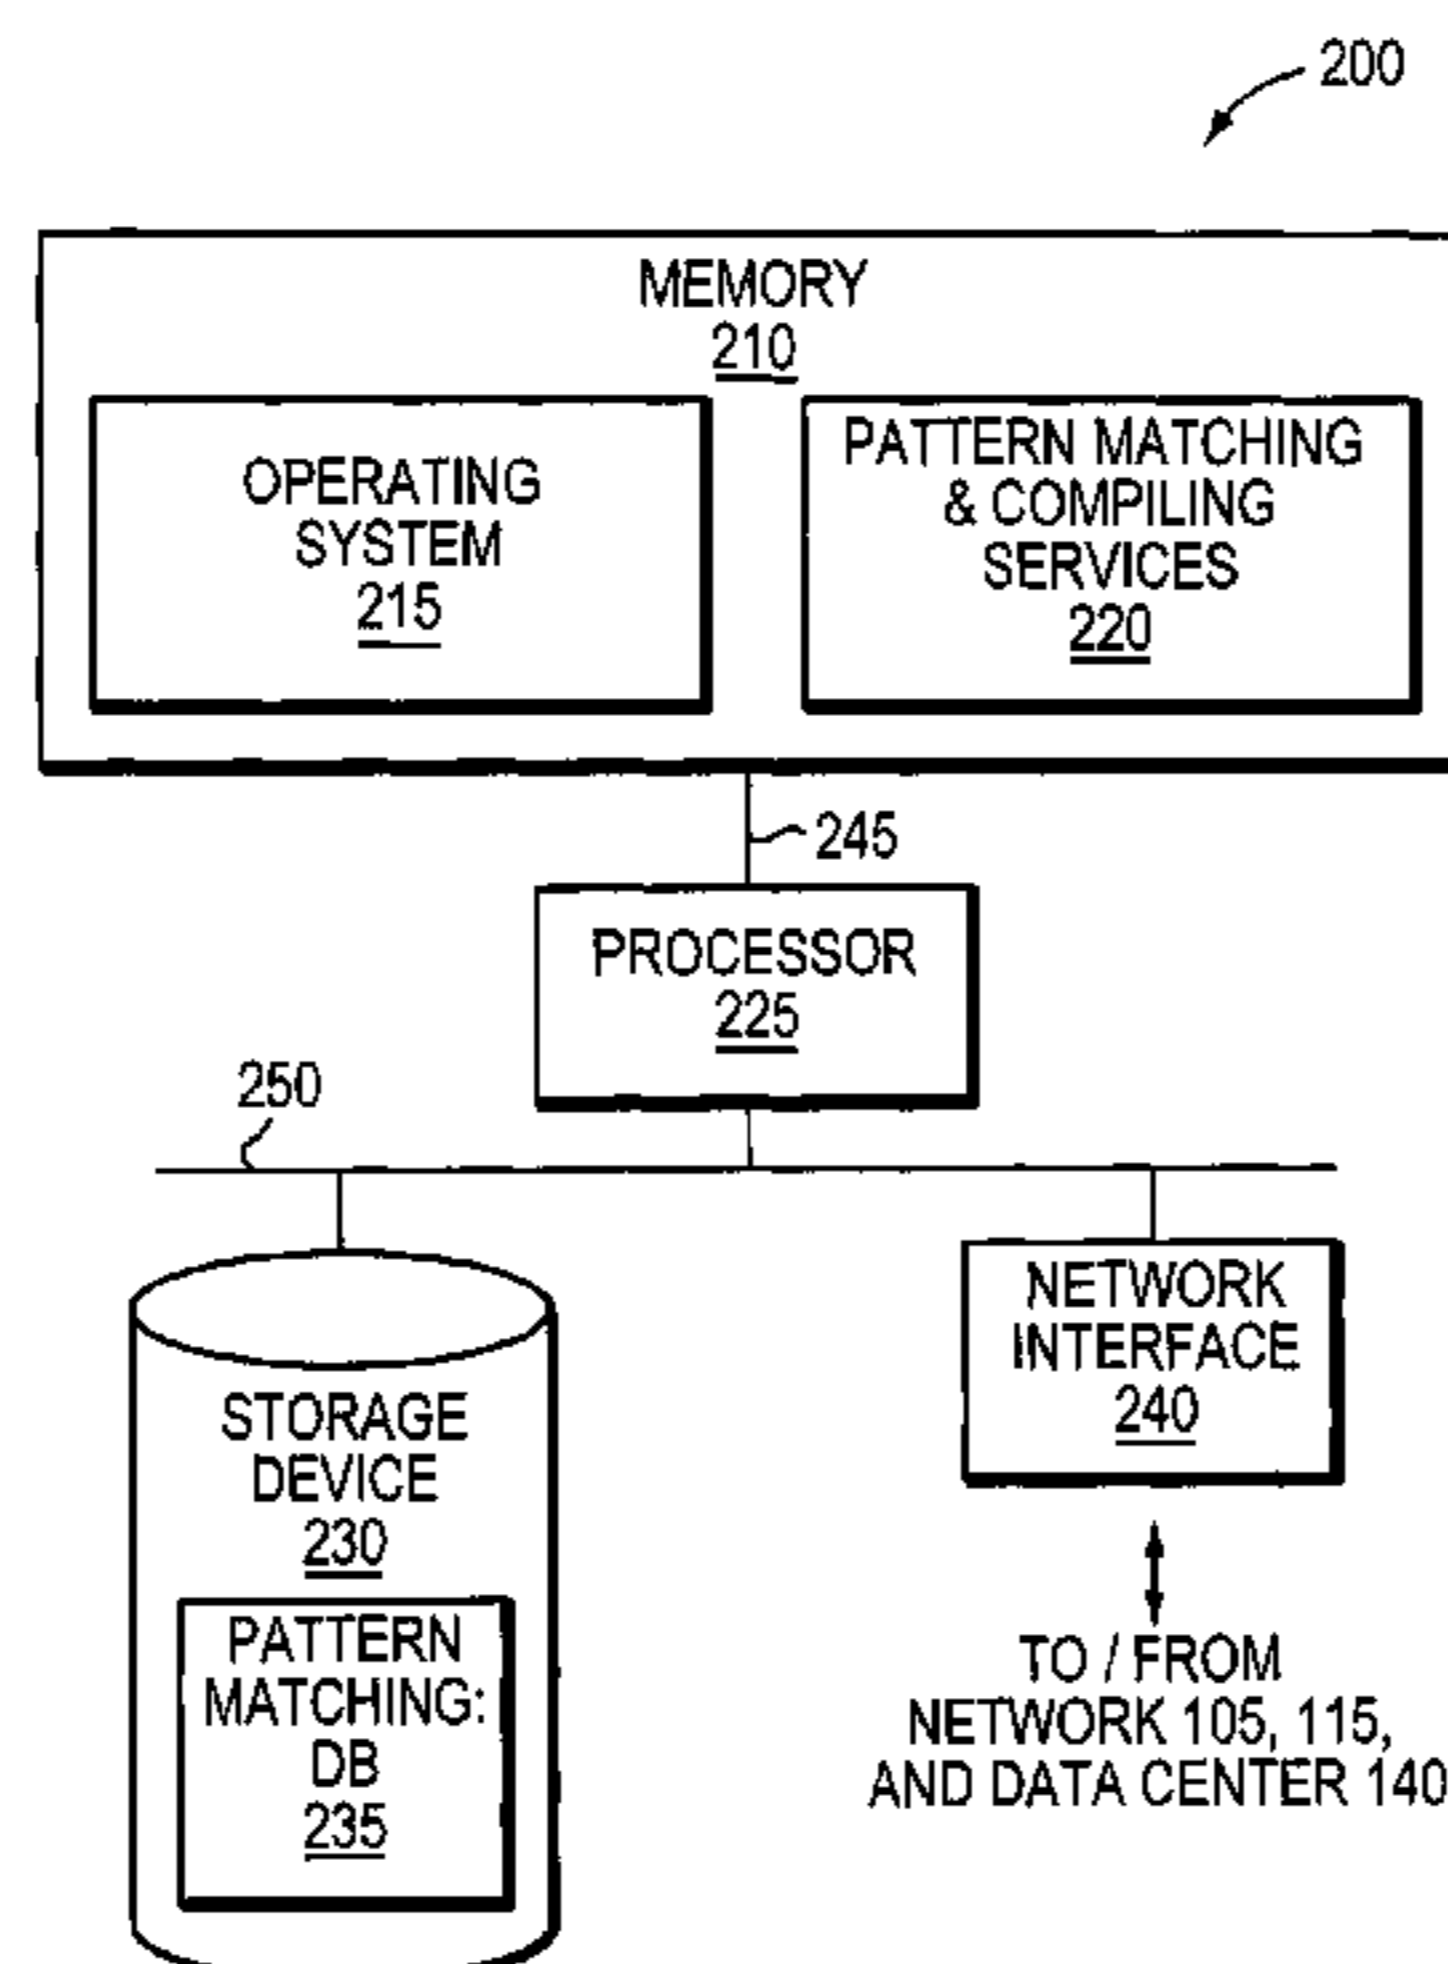 200
MEMORY
210
OPERATING
SYSTEM
215
PATTERN MATCHING
& COMPILING
SERVICES
220
245
PROCESSOR
225
250
STORAGE
DEVICE
230
PATTERN
MATCHING:
DB
235
NETWORK
INTERFACE
240
TO / FROM
NETWORK 105, 115,
AND DATA CENTER 140